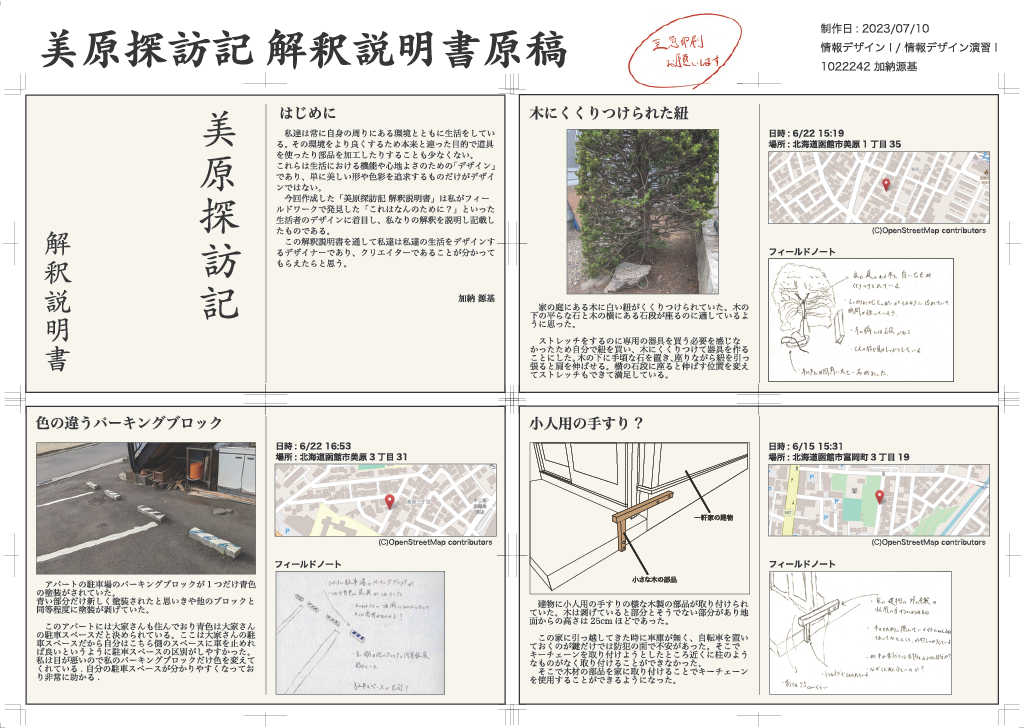 美原探訪記 解釈説明書原稿
至急印刷
お願いします
制作日 : 2023/07/10
情報デザイン I / 情報デザイン演習 I
1022242 加納源基
美原探訪記
解釈説明書
はじめに
私達は常に自身の周りにある環境とともに生活をしてい
る。その環境をより良くするため本来と違った目的で道具
を使ったり部品を加工したりすることも少なくない。
これらは生活における機能や心地よさのための「デザイン」
であり、単に美しい形や色彩を追求するものだけがデザイ
ンではない。
今回作成した「美原探訪記 解釈説明書」は私がフィー
ルドワークで発見した「これはなんのために？」といった
生活者のデザインに着目し、私なりの解釈を説明し記載し
たものである。
この解釈説明書を通して私達は私達の生活をデザインす
るデザイナーであり、クリエイターであることが分かって
もらえたらと思う。
加納 源基
木にくくりつけられた紐
家の庭にある木に白い紐がくくりつけられていた。木の
下の平らな石と木の横にある石段が座るのに適しているよ
うに思った。
ストレッチをするのに専用の器具を買う必要を感じな
かったため自分で紐を買い、木にくくりつけて器具を作る
ことにした。木の下に手頃な石を置き、座りながら紐を引っ
張ると肩を伸ばせる。横の石段に座ると伸ばす位置を変え
てストレッチもできて満足している。
日時 : 6/22 15:19
場所 : 北海道函館市美原 1 丁目 35
(C)OpenStreetMap contributors
フィールドノート
色の違うパーキングブロック
アパートの駐車場のパーキングブロックが 1 つだけ青色
の塗装がされていた。
青い部分だけ新しく塗装されたと思いきや他のブロックと
同等程度に塗装が剥げていた。
このアパートには大家さんも住んでおり青色は大家さん
の駐車スペースだと決められている。ここは大家さんの駐
車スペースだから自分はこちら側のスペースに車を止めれ
ば良いというように駐車スペースの区別がしやすかった。
私は目が悪いので私のパーキングブロックだけ色を変えて
くれている . 自分の駐車スペースが分かりやすくなってお
り非常に助かる .
日時 : 6/22 16:53
場所 : 北海道函館市美原 3 丁目 31
(C)OpenStreetMap contributors
フィールドノート
小人用の手すり？
一軒家の建物
小さな木の部品
建物に小人用の手すりの様な木製の部品が取り付けられ
ていた。木は剥げていると部分とそうでない部分があり地
面からの高さは 25cm ほどであった。
この家に引っ越してきた時に車庫が無く、自転車を置い
ておくのが鍵だけでは防犯の面で不安があった。そこで
キーチェーンを取り付けようとしたところ近くに柱のよう
なものがなく取り付けることができなかった。
そこで木材の部品を家に取り付けることでキーチェーン
を使用することができるようになった。
日時 : 6/15 15:31
場所 : 北海道函館市富岡町 3 丁目 19
(C)OpenStreetMap contributors
フィールドノート